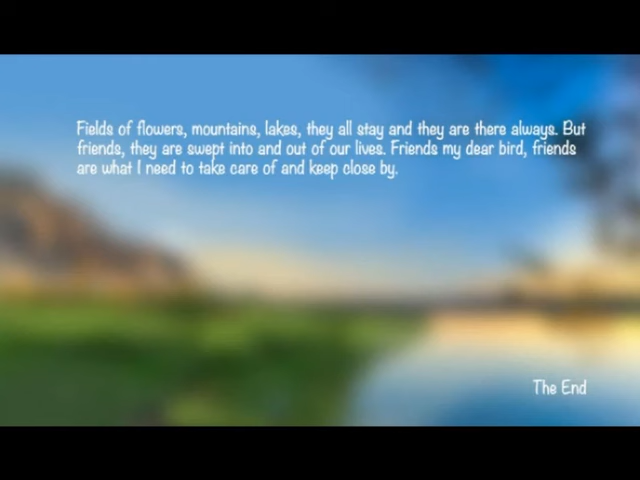 Fields of flowers, mountains, lakes, they all stay and they are there always. But
friends, they are swept into and out of our lives. Friends my dear bird, friends
are what I need to take care of and keep close by.
The End